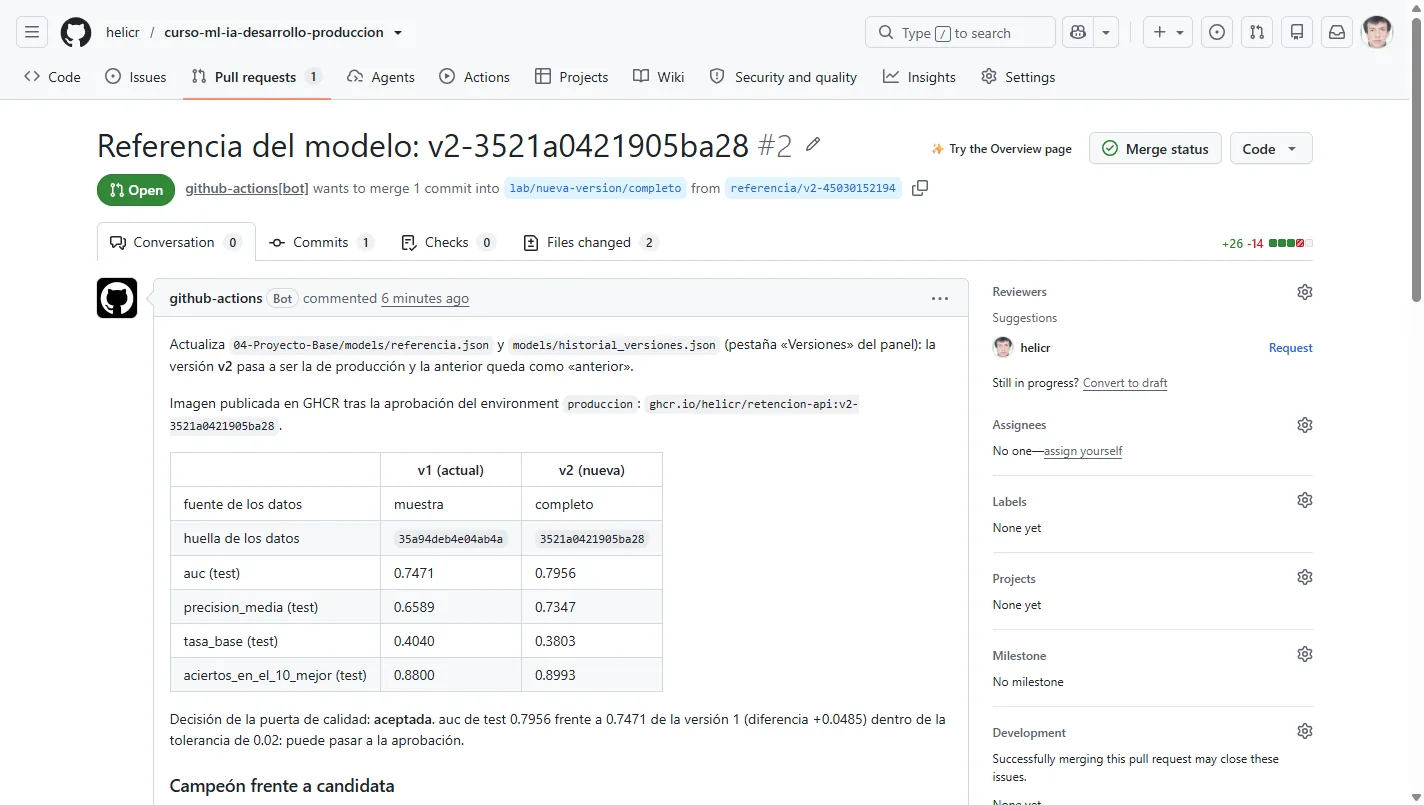 helicr / curso-ml-ia-desarrollo-produccion
Type / to search
Code Issues Pull requests 1 Agents Actions Projects Wiki Security and quality Insights Settings
Referencia del modelo: v2-3521a0421905ba28 #2
Try the Overview page Merge status Code
Open github-actions[bot] wants to merge 1 commit into lab/nueva-version/completo from referencia/v2-45030152194
Conversation 0 Commits 1 Checks 0 Files changed 2
+26 -14
github-actions Bot commented 6 minutes ago
Actualiza 04-Proyecto-Base/models/referencia.json y models/historial_versiones.json (pestaña «Versiones» del panel): la
versión v2 pasa a ser la de producción y la anterior queda como «anterior».
Imagen publicada en GHCR tras la aprobación del environment produccion: ghcr.io/helicr/retencion-api:v2-
3521a0421905ba28.
v1 (actual) v2 (nueva)
fuente de los datos muestra completo
huella de los datos 35a94deb4e04ab4a 3521a0421905ba28
auc (test) 0.7471 0.7956
precision_media (test) 0.6589 0.7347
tasa_base (test) 0.4040 0.3803
aciertos_en_el_10_mejor (test) 0.8800 0.8993
Decisión de la puerta de calidad: aceptada. auc de test 0.7956 frente a 0.7471 de la versión 1 (diferencia +0.0485) dentro de la
tolerancia de 0.02: puede pasar a la aprobación.
Campeón frente a candidata
Reviewers
Suggestions
helicr Request
Still in progress? Convert to draft
Assignees
No one—assign yourself
Labels
None yet
Projects
None yet
Milestone
No milestone
Development
Successfully merging this pull request may close these
issues.
None yet